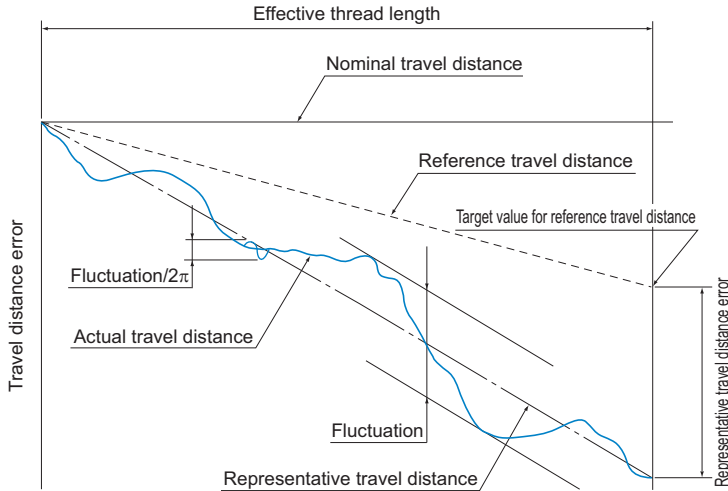 Effective thread length
Nominal travel distance
Reference travel distance
Target value for reference travel distance
Fluctuation/2π
Actual travel distance
Travel distance error
Fluctuation
Representative travel distance
Representative travel distance error